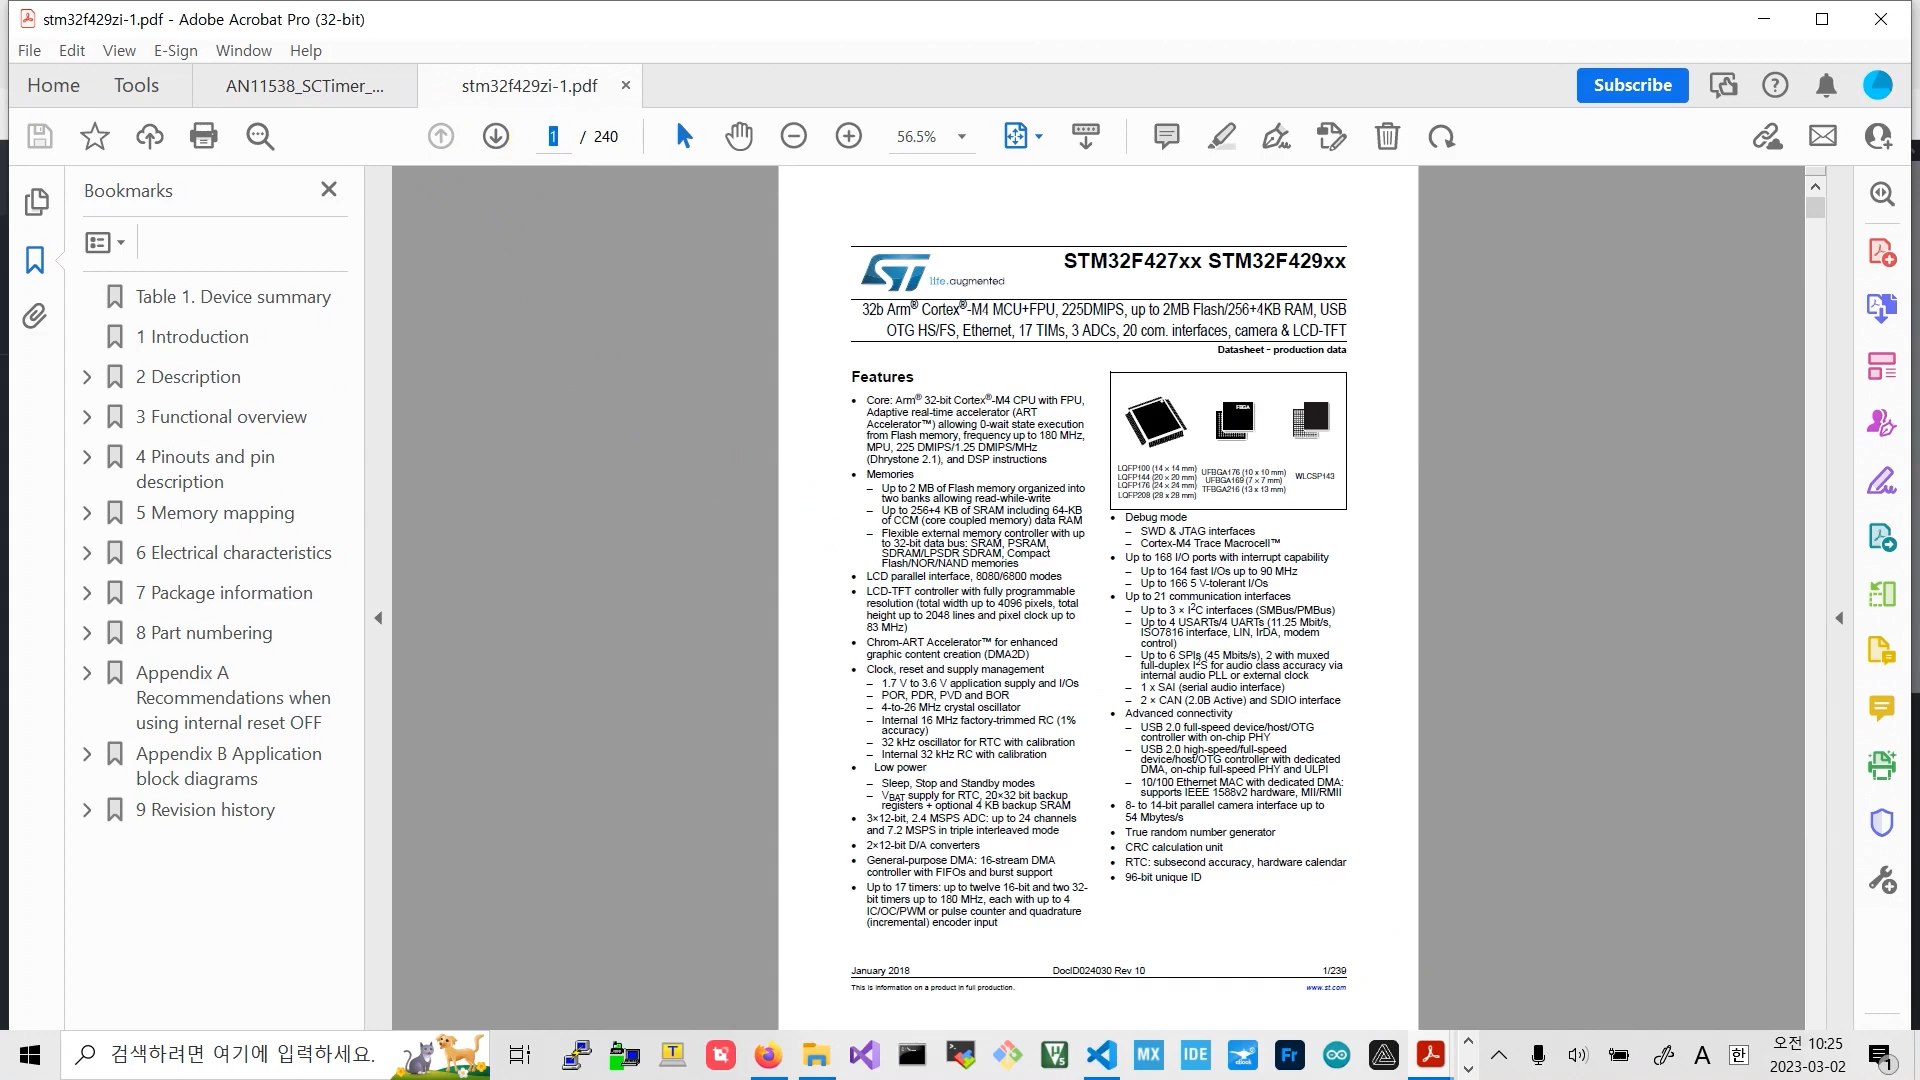 stm32f429zi-1.pdf - Adobe Acrobat Pro (32-bit)
File Edit View E-Sign Window Help
Home Tools AN11538_SCTimer_... stm32f429zi-1.pdf × Subscribe
1 / 240 56.5%
Bookmarks
Table 1. Device summary
1 Introduction
2 Description
3 Functional overview
4 Pinouts and pin
description
5 Memory mapping
6 Electrical characteristics
7 Package information
8 Part numbering
Appendix A
Recommendations when
using internal reset OFF
Appendix B Application
block diagrams
9 Revision history
life.augmented
STM32F427xx STM32F429xx
32b Arm® Cortex®-M4 MCU+FPU, 225DMIPS, up to 2MB Flash/256+4KB RAM, USB
OTG HS/FS, Ethernet, 17 TIMs, 3 ADCs, 20 com. interfaces, camera & LCD-TFT
Datasheet - production data
Features
• Core: Arm® 32-bit Cortex®-M4 CPU with FPU,
Adaptive real-time accelerator (ART
Accelerator™) allowing 0-wait state execution
from Flash memory, frequency up to 180 MHz,
MPU, 225 DMIPS/1.25 DMIPS/MHz
(Dhrystone 2.1), and DSP instructions
• Memories
– Up to 2 MB of Flash memory organized into
two banks allowing read-while-write
– Up to 256+4 KB of SRAM including 64-KB
of CCM (core coupled memory) data RAM
– Flexible external memory controller with up
to 32-bit data bus: SRAM, PSRAM,
SDRAM/LPSDR SDRAM, Compact
Flash/NOR/NAND memories
• LCD parallel interface, 8080/6800 modes
• LCD-TFT controller with fully programmable
resolution (total width up to 4096 pixels, total
height up to 2048 lines and pixel clock up to
83 MHz)
• Chrom-ART Accelerator™ for enhanced
graphic content creation (DMA2D)
• Clock, reset and supply management
– 1.7 V to 3.6 V application supply and I/Os
– POR, PDR, PVD and BOR
– 4-to-26 MHz crystal oscillator
– Internal 16 MHz factory-trimmed RC (1%
accuracy)
– 32 kHz oscillator for RTC with calibration
– Internal 32 kHz RC with calibration
• Low power
– Sleep, Stop and Standby modes
– VBAT supply for RTC, 20×32 bit backup
registers + optional 4 KB backup SRAM
• 3×12-bit, 2.4 MSPS ADC: up to 24 channels
and 7.2 MSPS in triple interleaved mode
• 2×12-bit D/A converters
• General-purpose DMA: 16-stream DMA
controller with FIFOs and burst support
• Up to 17 timers: up to twelve 16-bit and two 32-
bit timers up to 180 MHz, each with up to 4
IC/OC/PWM or pulse counter and quadrature
(incremental) encoder input
FBGA
LQFP100 (14 × 14 mm)
LQFP144 (20 × 20 mm)
LQFP176 (24 × 24 mm)
LQFP208 (28 x 28 mm)
UFBGA176 (10 x 10 mm)
UFBGA169 (7 × 7 mm)
TFBGA216 (13 x 13 mm)
WLCSP143
• Debug mode
– SWD & JTAG interfaces
– Cortex-M4 Trace Macrocell™
• Up to 168 I/O ports with interrupt capability
– Up to 164 fast I/Os up to 90 MHz
– Up to 166 5 V-tolerant I/Os
• Up to 21 communication interfaces
– Up to 3 × I2C interfaces (SMBus/PMBus)
– Up to 4 USARTs/4 UARTs (11.25 Mbit/s,
ISO7816 interface, LIN, IrDA, modem
control)
– Up to 6 SPIs (45 Mbits/s), 2 with muxed
full-duplex I2S for audio class accuracy via
internal audio PLL or external clock
– 1 x SAI (serial audio interface)
– 2 × CAN (2.0B Active) and SDIO interface
• Advanced connectivity
– USB 2.0 full-speed device/host/OTG
controller with on-chip PHY
– USB 2.0 high-speed/full-speed
device/host/OTG controller with dedicated
DMA, on-chip full-speed PHY and ULPI
– 10/100 Ethernet MAC with dedicated DMA:
supports IEEE 1588v2 hardware, MII/RMII
• 8- to 14-bit parallel camera interface up to
54 Mbytes/s
• True random number generator
• CRC calculation unit
• RTC: subsecond accuracy, hardware calendar
• 96-bit unique ID
January 2018 DocID024030 Rev 10 1/239
This is information on a product in full production. www.st.com
검색하려면 여기에 입력하세요.
MX IDE Fr A 한
오전 10:25
2023-03-02
1